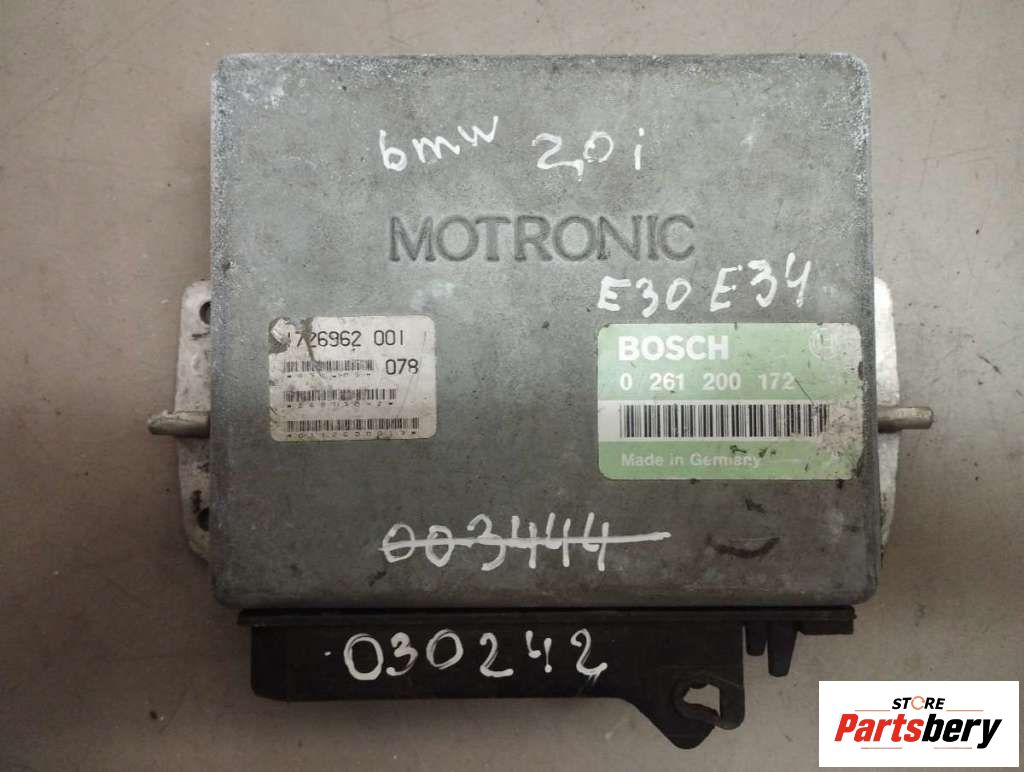 bmw 2,0i
MOTRONIC
E30 E34
1726962 001
078
BOSCH
0 261 200 172
Made in Germany
003444
030242
STORE
Partsbery